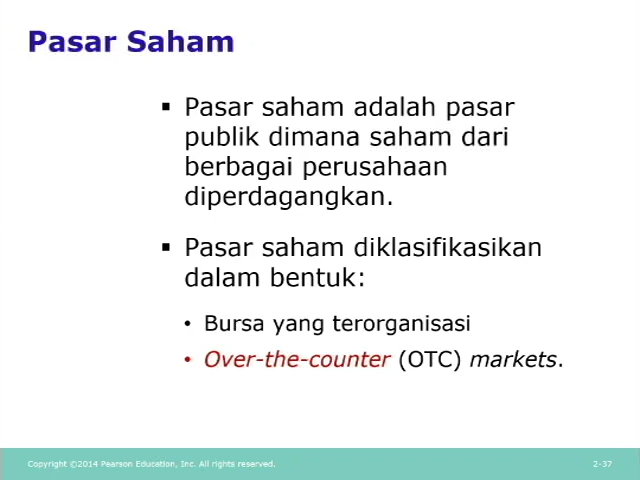 Pasar Saham
▪ Pasar saham adalah pasar
publik dimana saham dari
berbagai perusahaan
diperdagangkan.
▪ Pasar saham diklasifikasikan
dalam bentuk:
• Bursa yang terorganisasi
• Over-the-counter (OTC) markets.
Copyright ©2014 Pearson Education, Inc. All rights reserved.
2-37